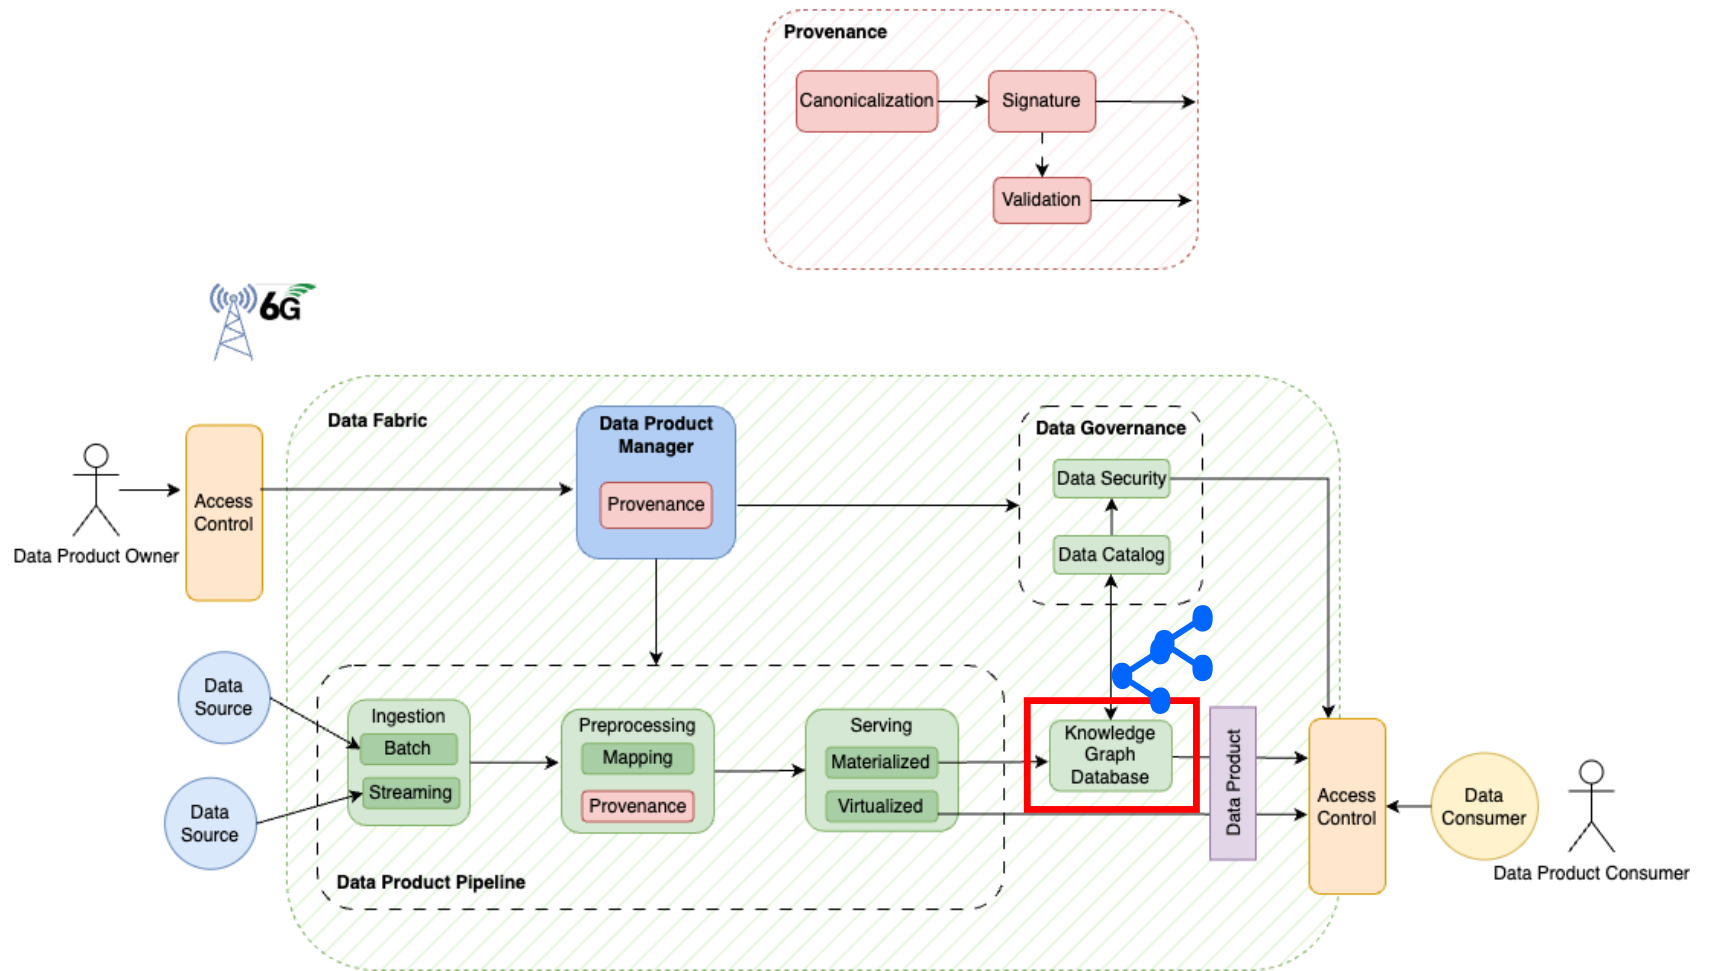 Provenance
Canonicalization
Signature
Validation
6G
Data Fabric
Data Product
Manager
Provenance
Data Governance
Data Security
Data Catalog
Access
Control
Data Product Owner
Data
Source
Data
Source
Ingestion
Batch
Streaming
Preprocessing
Mapping
Provenance
Serving
Materialized
Virtualized
Knowledge
Graph
Database
Data Product
Access
Control
Data
Consumer
Data Product Consumer
Data Product Pipeline